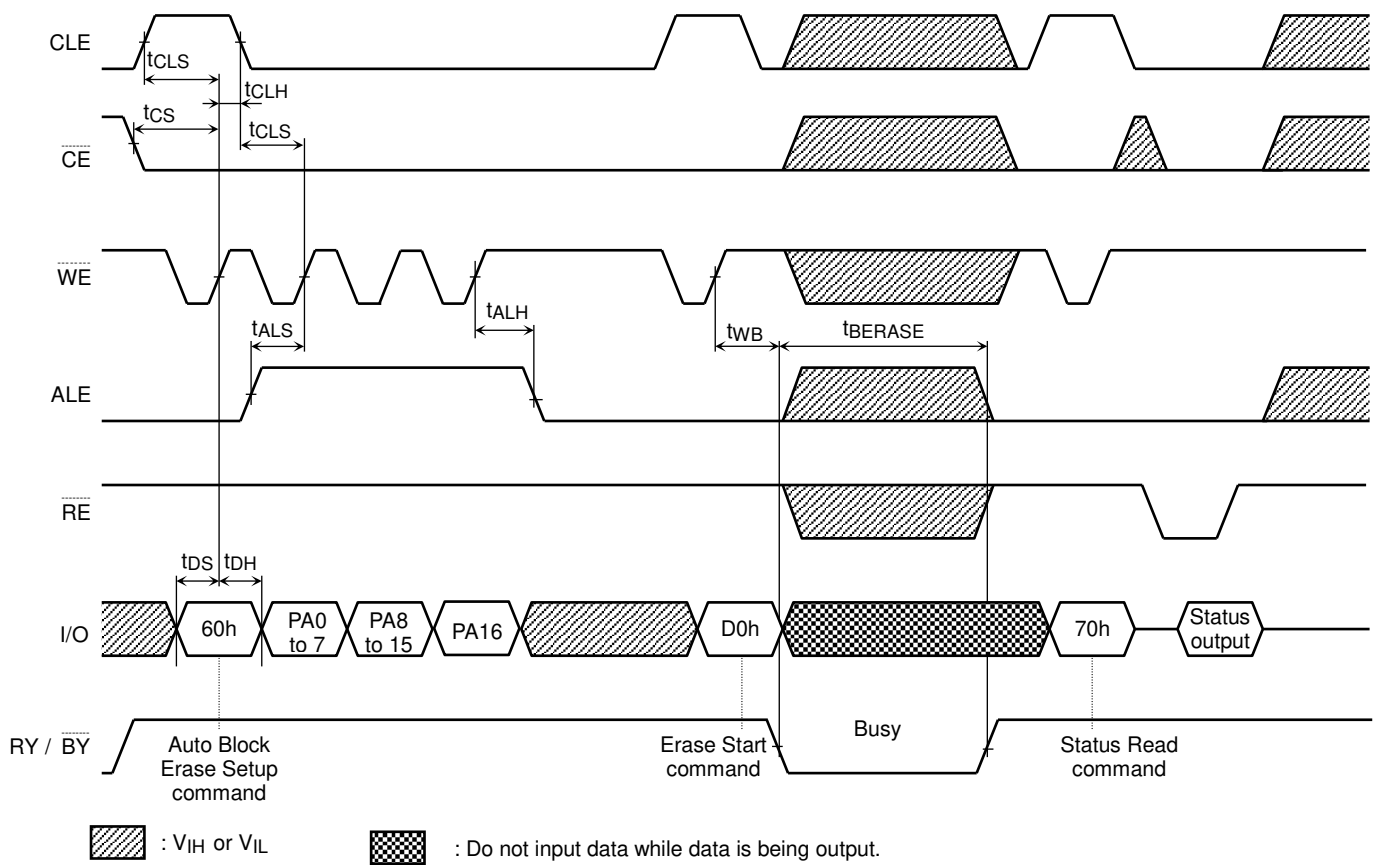 CLE
tCLS
tCLH
tCS
tCLS
CE
WE
tALS
tALH
tWB
tBERASE
ALE
RE
tDS
tDH
I/O
60h
PA0
to 7
PA8
to 15
PA16
D0h
70h
Status
output
RY / BY
Busy
Auto Block
Erase Setup
command
Erase Start
command
Status Read
command
: VIH or VIL
: Do not input data while data is being output.